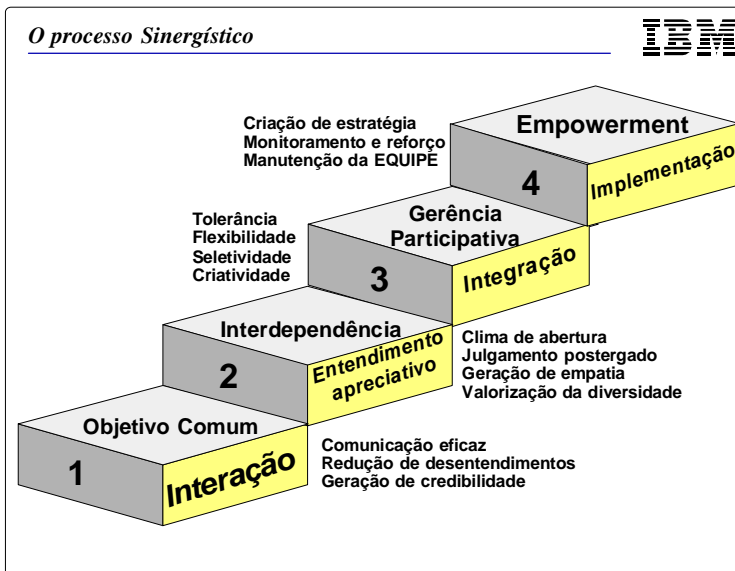 O processo Sinergístico
IBM
Criação de estratégia
Monitoramento e reforço
Manutenção da EQUIPE
Empowerment
4
Implementação
Tolerância
Flexibilidade
Seletividade
Criatividade
Gerência
Participativa
3
Integração
Interdependência
2
Entendimento
apreciativo
Clima de abertura
Julgamento postergado
Geração de empatia
Valorização da diversidade
Objetivo Comum
1
Interação
Comunicação eficaz
Redução de desentendimentos
Geração de credibilidade